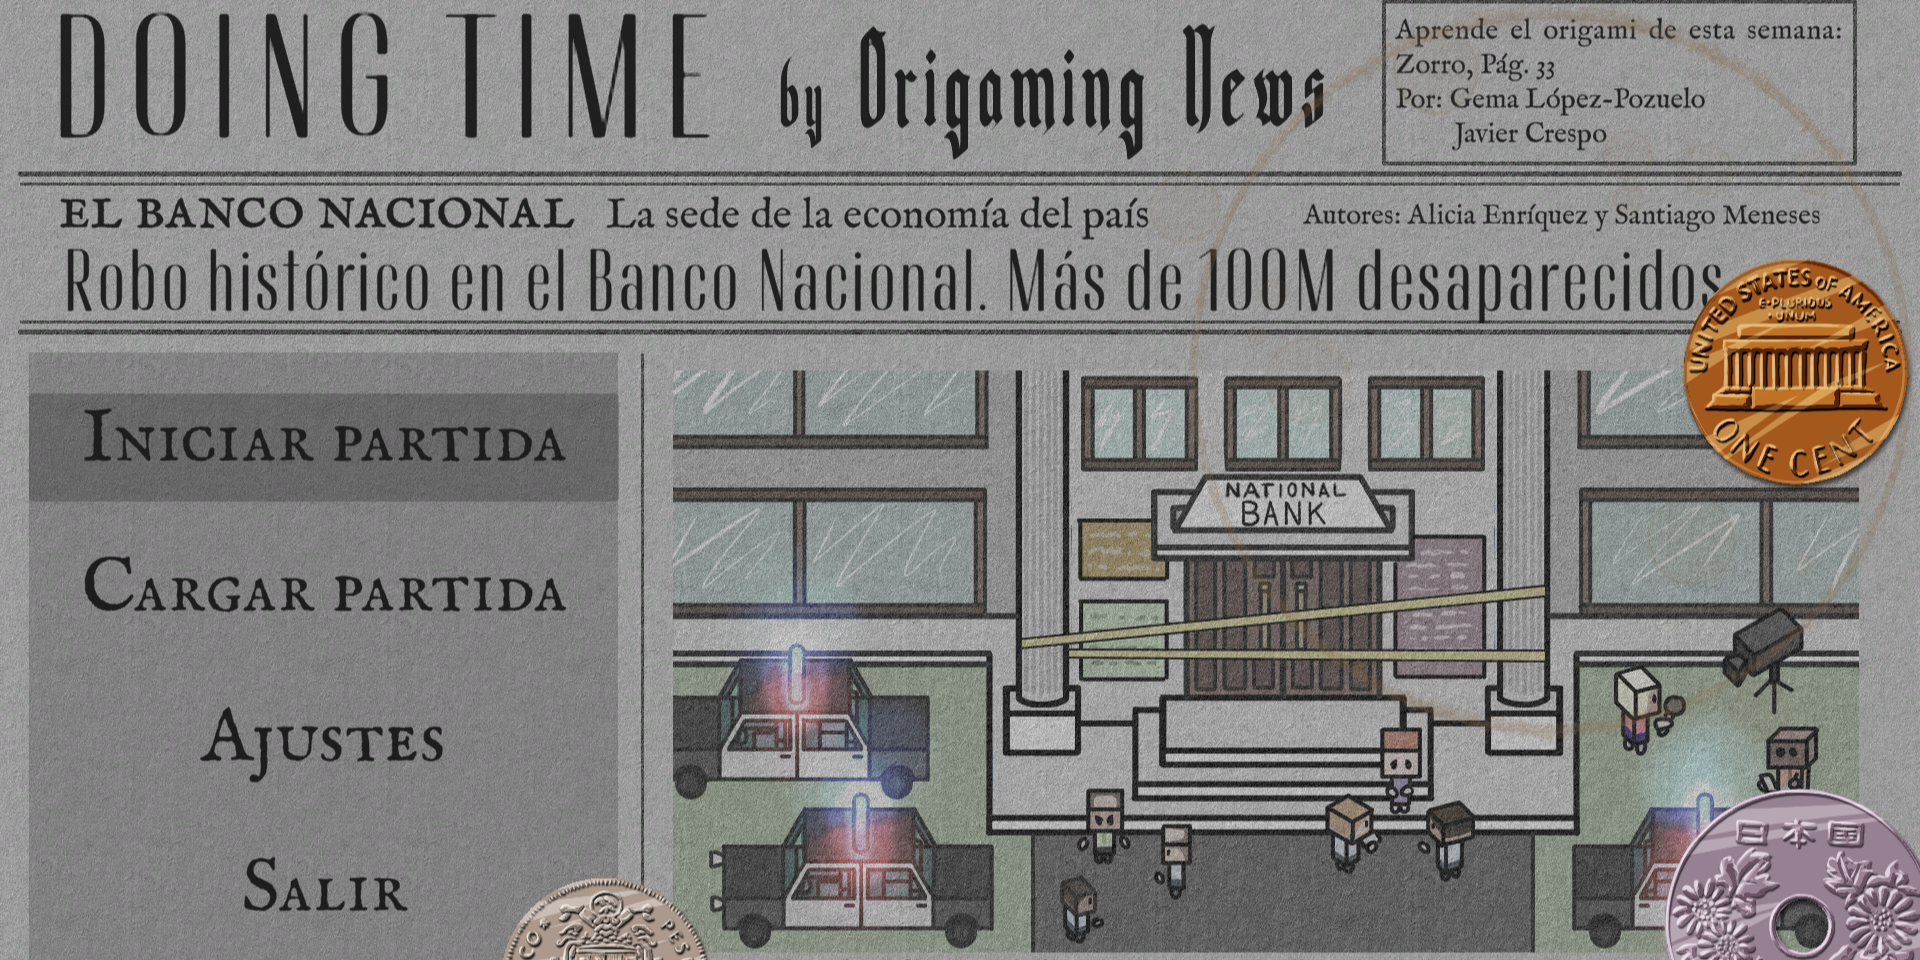 DOING TIME by Origaming News
Aprende el origami de esta semana:
Zorro, Pág. 33
Por: Gema López-Pozuelo
Javier Crespo
EL BANCO NACIONAL La sede de la economía del país
Autores: Alicia Enríquez y Santiago Meneses
Robo histórico en el Banco Nacional. Más de 100M desaparecidos
UNITED STATES OF AMERICA
E·PLURIBUS
·UNUM·
ONE CENT
INICIAR PARTIDA
CARGAR PARTIDA
AJUSTES
SALIR
NATIONAL
BANK
日本国